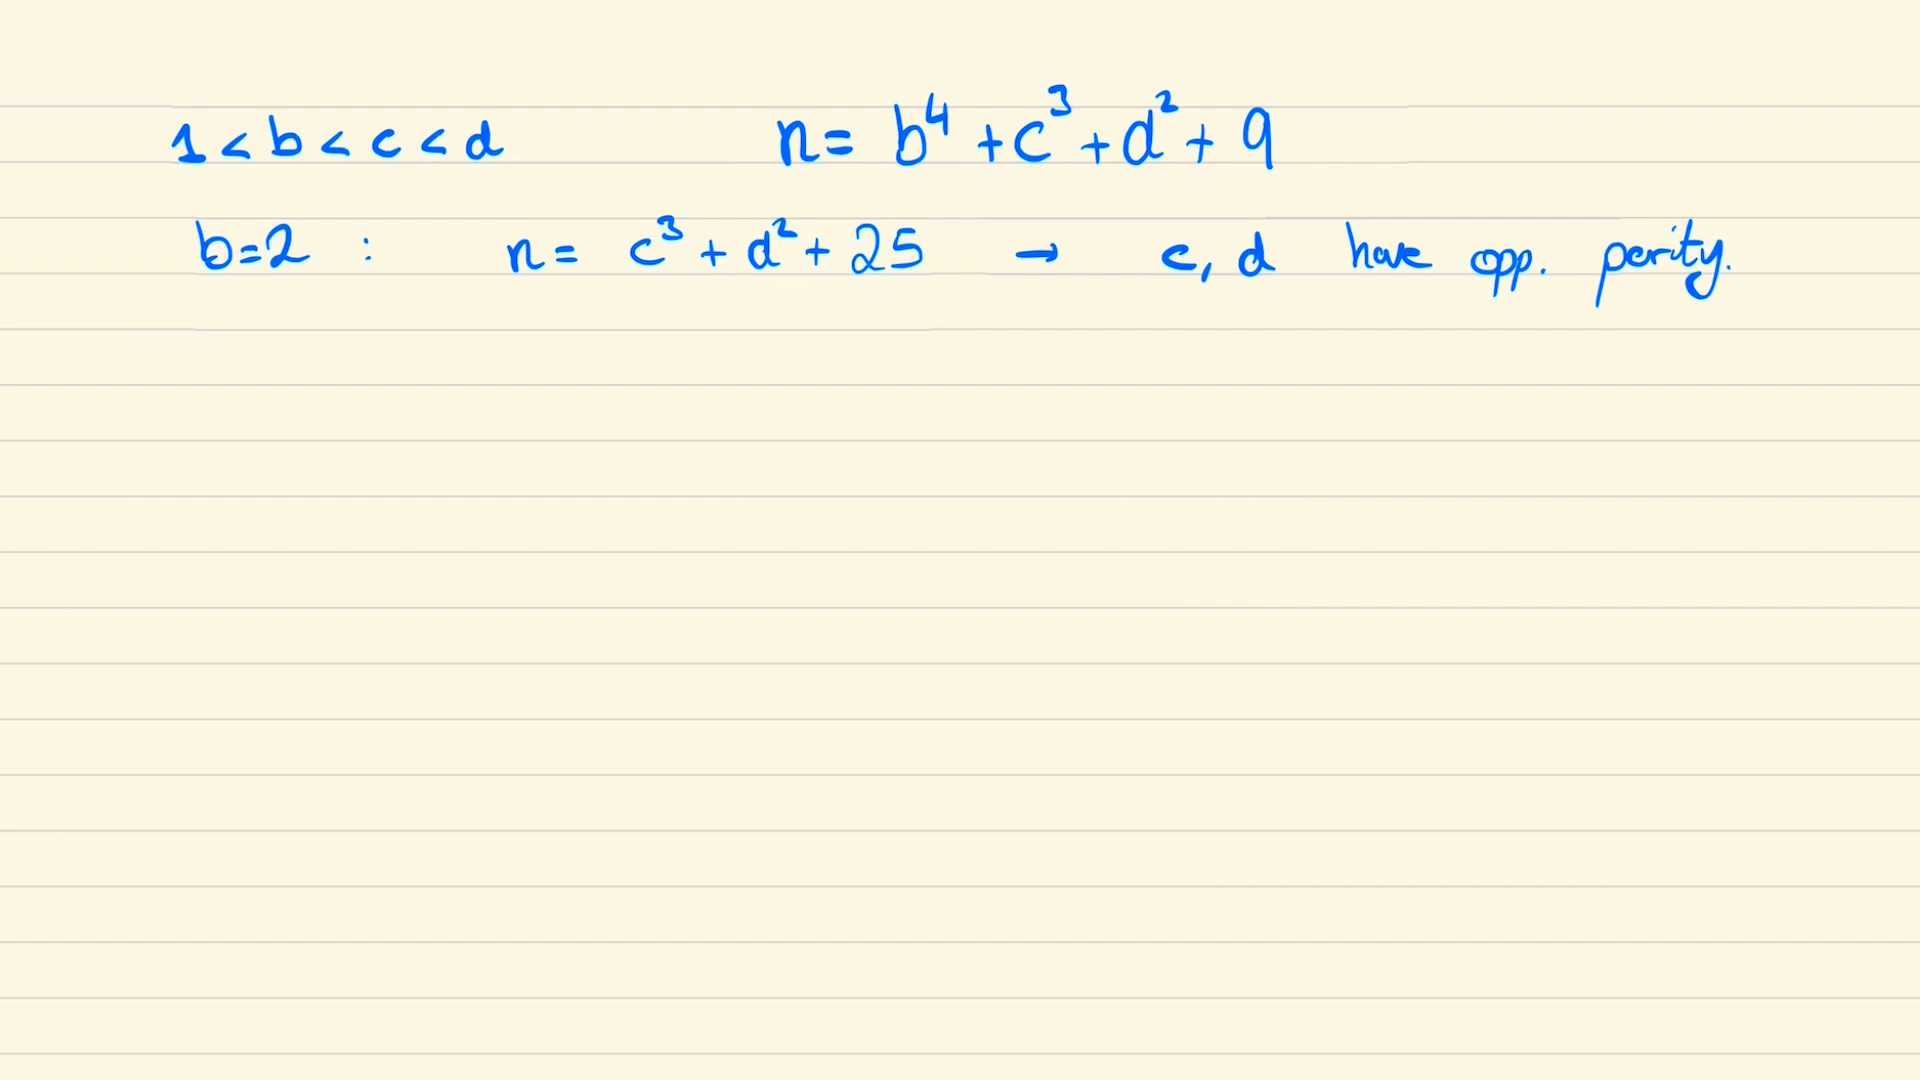 1 < b < c < d n = b⁴ + c³ + d² + 9
b=2 : n = c³ + d² + 25 → c, d have opp. parity.